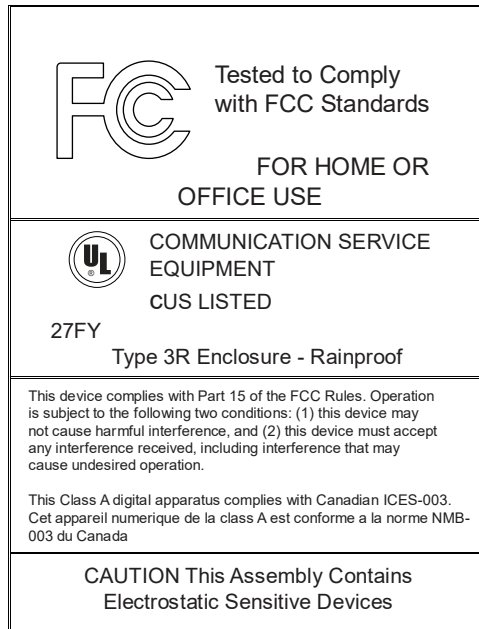 FCC
Tested to Comply
with FCC Standards
FOR HOME OR
OFFICE USE
UL
®
COMMUNICATION SERVICE
EQUIPMENT
CUS LISTED
27FY
Type 3R Enclosure - Rainproof
This device complies with Part 15 of the FCC Rules. Operation
is subject to the following two conditions: (1) this device may
not cause harmful interference, and (2) this device must accept
any interference received, including interference that may
cause undesired operation.
This Class A digital apparatus complies with Canadian ICES-003.
Cet appareil numerique de la class A est conforme a la norme NMB-
003 du Canada
CAUTION This Assembly Contains
Electrostatic Sensitive Devices